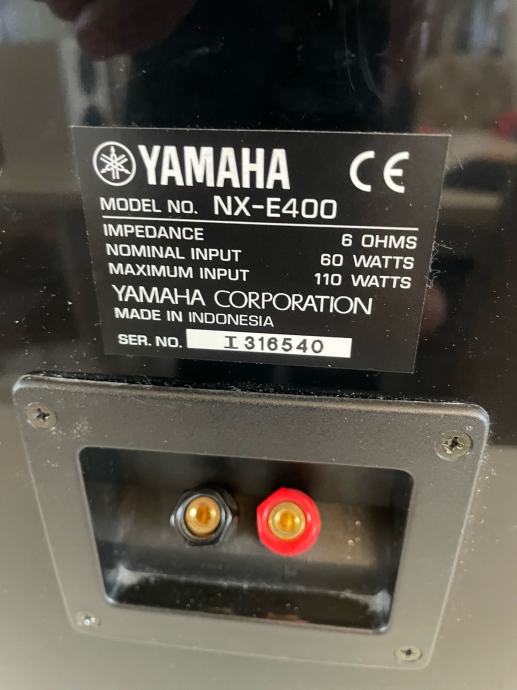 YAMAHA CE
MODEL NO. NX-E400
IMPEDANCE 6 OHMS
NOMINAL INPUT 60 WATTS
MAXIMUM INPUT 110 WATTS
YAMAHA CORPORATION
MADE IN INDONESIA
SER. NO. I 316540